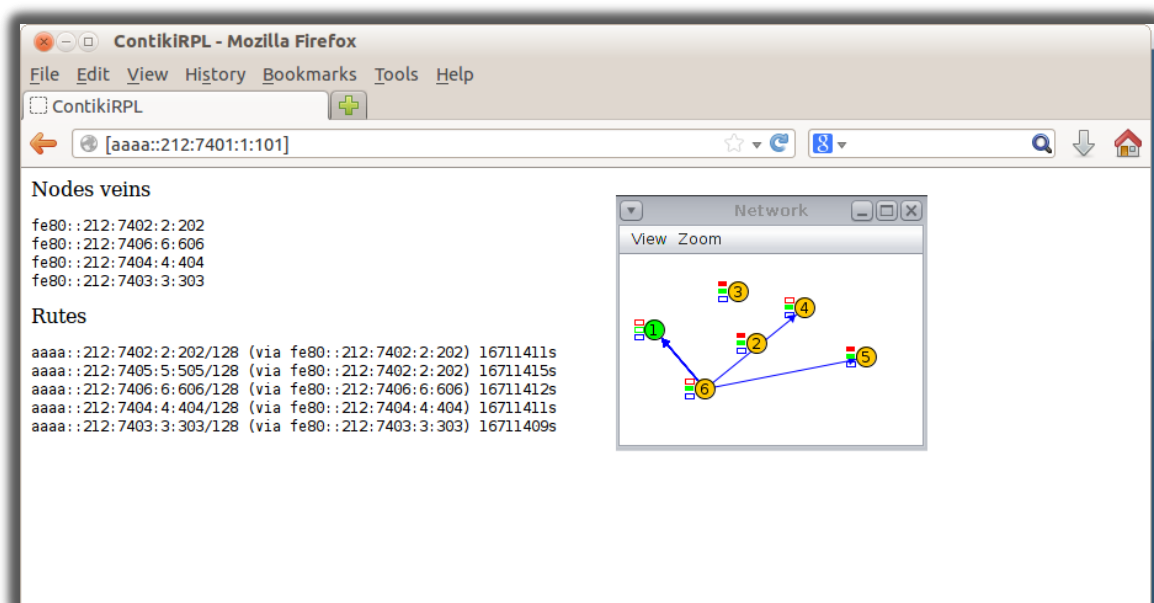 ContikiRPL - Mozilla Firefox
File Edit View History Bookmarks Tools Help
ContikiRPL
[aaaa::212:7401:1:101]
8
Nodes veins
fe80::212:7402:2:202
fe80::212:7406:6:606
fe80::212:7404:4:404
fe80::212:7403:3:303
Rutes
aaaa::212:7402:2:202/128 (via fe80::212:7402:2:202) 16711411s
aaaa::212:7405:5:505/128 (via fe80::212:7402:2:202) 16711415s
aaaa::212:7406:6:606/128 (via fe80::212:7406:6:606) 16711412s
aaaa::212:7404:4:404/128 (via fe80::212:7404:4:404) 16711411s
aaaa::212:7403:3:303/128 (via fe80::212:7403:3:303) 16711409s
Network
View Zoom
3
4
1
2
5
6